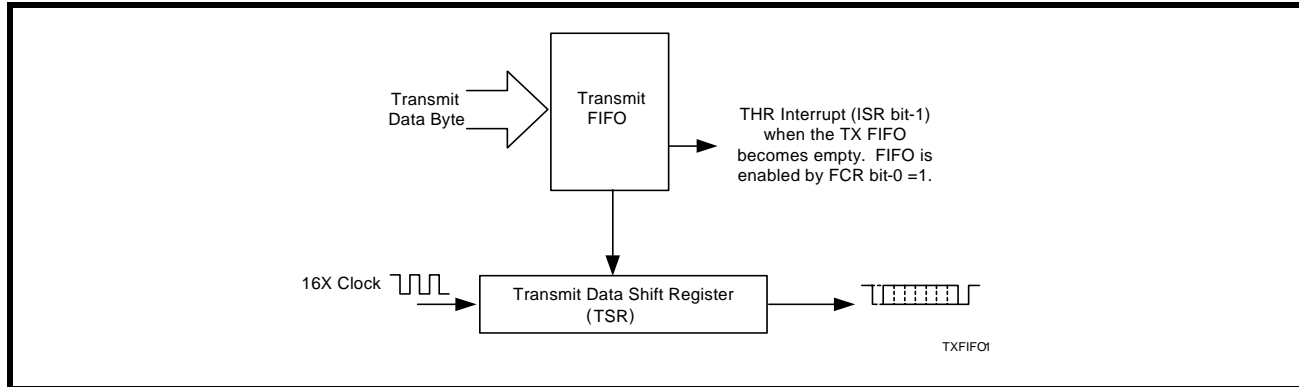 Transmit
Data Byte
Transmit
FIFO
THR Interrupt (ISR bit-1)
when the TX FIFO
becomes empty. FIFO is
enabled by FCR bit-0 =1.
16X Clock
Transmit Data Shift Register
(TSR)
TXFIFO1